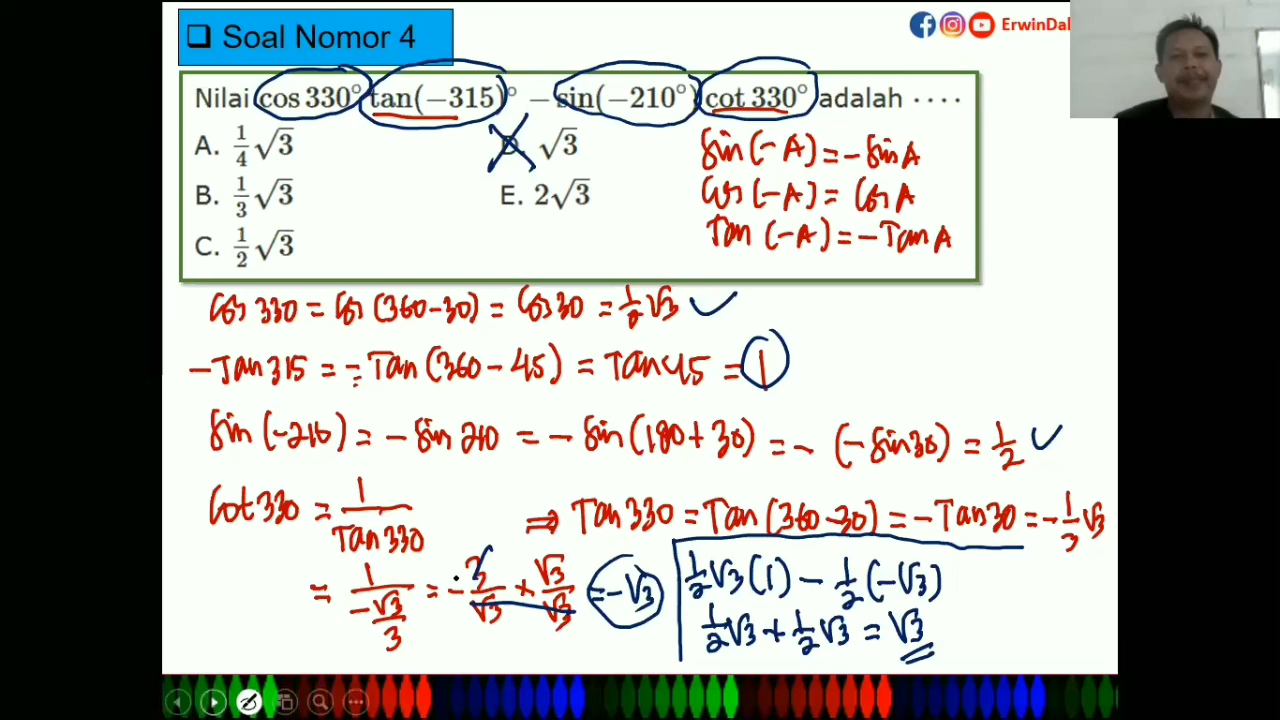 ❑ Soal Nomor 4
ErwinDal
Nilai cos 330° tan(−315)° − sin(−210°) cot 330° adalah ····
A. 1/4 √3
D. √3
B. 1/3 √3
E. 2√3
C. 1/2 √3
Sin (-A) = - Sin A
Cos (-A) = Cos A
Tan (-A) = - Tan A
Cos 330 = Cos (360-30) = Cos 30 = 1/2 √3 ✓
- Tan 315 = - Tan (360 - 45) = Tan 45 = 1
Sin (-210) = - Sin 210 = - Sin (180 + 30) = - (- Sin 30) = 1/2 ✓
Cot 330 = 1/Tan 330 ⇒ Tan 330 = Tan (360-30) = - Tan 30 = - 1/3 √3
= 1/(-√3/3) = - 3/√3 × √3/√3 = -√3
1/2 √3 (1) - 1/2 (-√3)
1/2 √3 + 1/2 √3 = √3